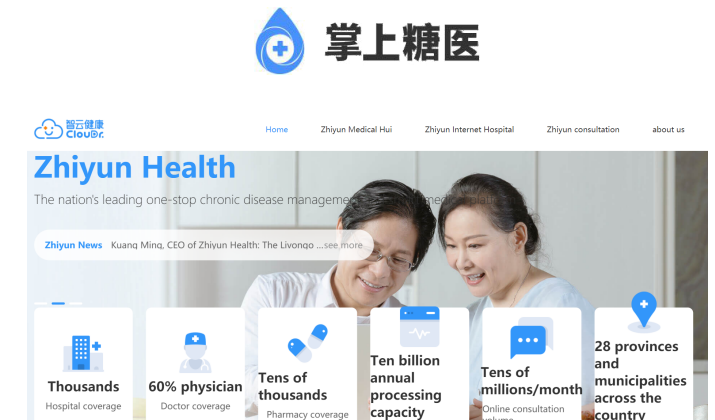 掌上糖医
智云健康
ClouDr.
Home Zhiyun Medical Hui Zhiyun Internet Hospital Zhiyun consultation about us
Zhiyun Health
The nation's leading one-stop chronic disease management
Zhiyun News Kuang Ming, CEO of Zhiyun Health: The Livongo ...see more
Thousands
Hospital coverage
60% physician
Doctor coverage
Tens of
thousands
Pharmacy coverage
Ten billion
annual
processing
capacity
Tens of
millions/month
Online consultation
volume
28 provinces
and
municipalities
across the
country